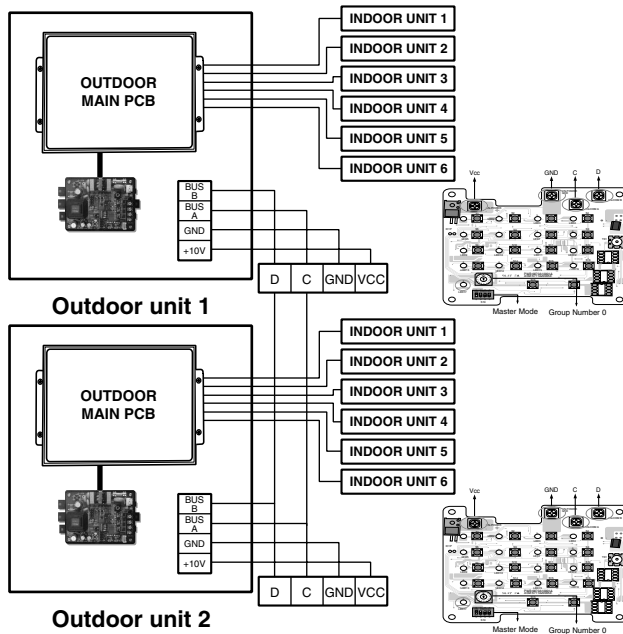 OUTDOOR
MAIN PCB
INDOOR UNIT 1
INDOOR UNIT 2
INDOOR UNIT 3
INDOOR UNIT 4
INDOOR UNIT 5
INDOOR UNIT 6
BUS
B
BUS
A
GND
+10V
D C GND VCC
Outdoor unit 1
Vcc GND C D
Master Mode Group Number 0
OUTDOOR
MAIN PCB
INDOOR UNIT 1
INDOOR UNIT 2
INDOOR UNIT 3
INDOOR UNIT 4
INDOOR UNIT 5
INDOOR UNIT 6
BUS
B
BUS
A
GND
+10V
D C GND VCC
Outdoor unit 2
Vcc GND C D
Master Mode Group Number 0